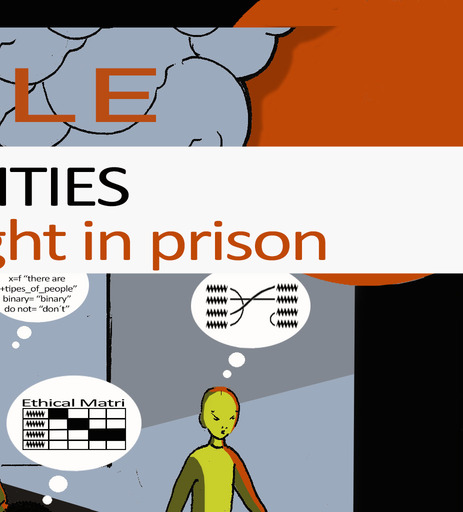 LE
ITIES
ght in prison
x=f "there are
+tipes_of_people"
binary= "binary"
do not= "don't"
Ethical Matri